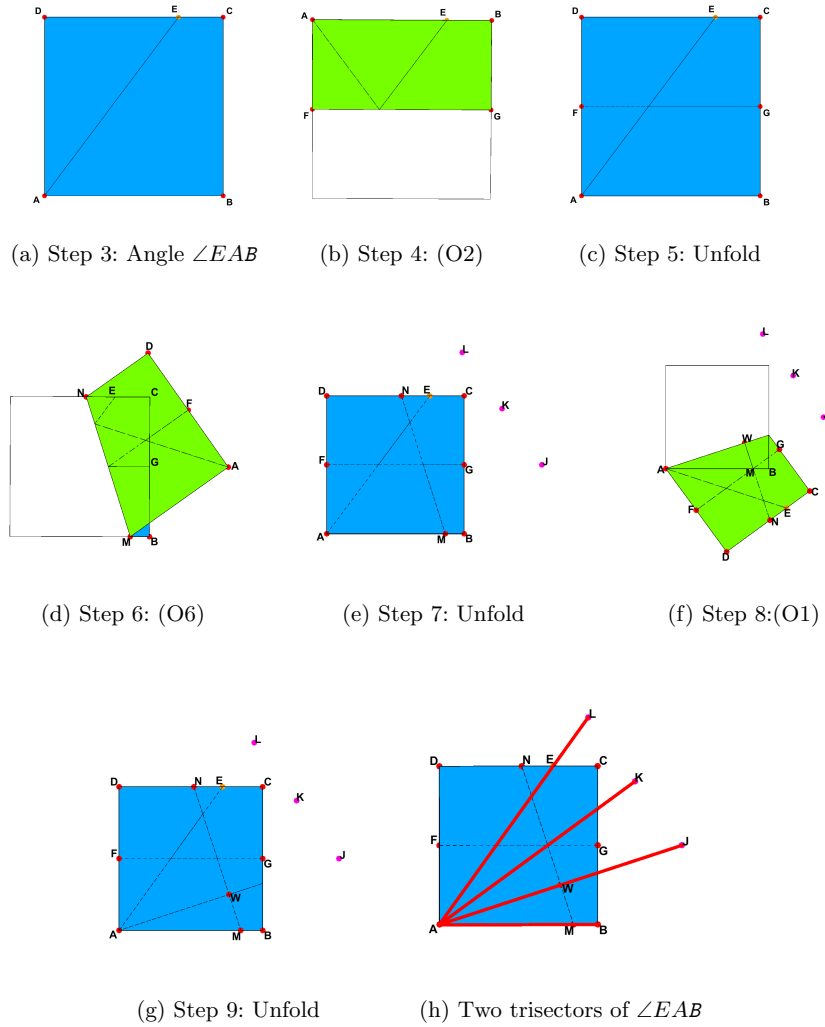 D E C
A E B
D E C
F G
F G
A B
A B
(a) Step 3: Angle ∠EAB (b) Step 4: (O2) (c) Step 5: Unfold
D
N E C
F
G
A
M B
L
D N E C
K
F G
J
A M B
L
K
W G
A M B
C
F N E
D
(d) Step 6: (O6) (e) Step 7: Unfold (f) Step 8:(O1)
L
D N E C
K
F G J
W
A M B
L
D N E C
K
F G J
W
A M B
(g) Step 9: Unfold (h) Two trisectors of ∠EAB